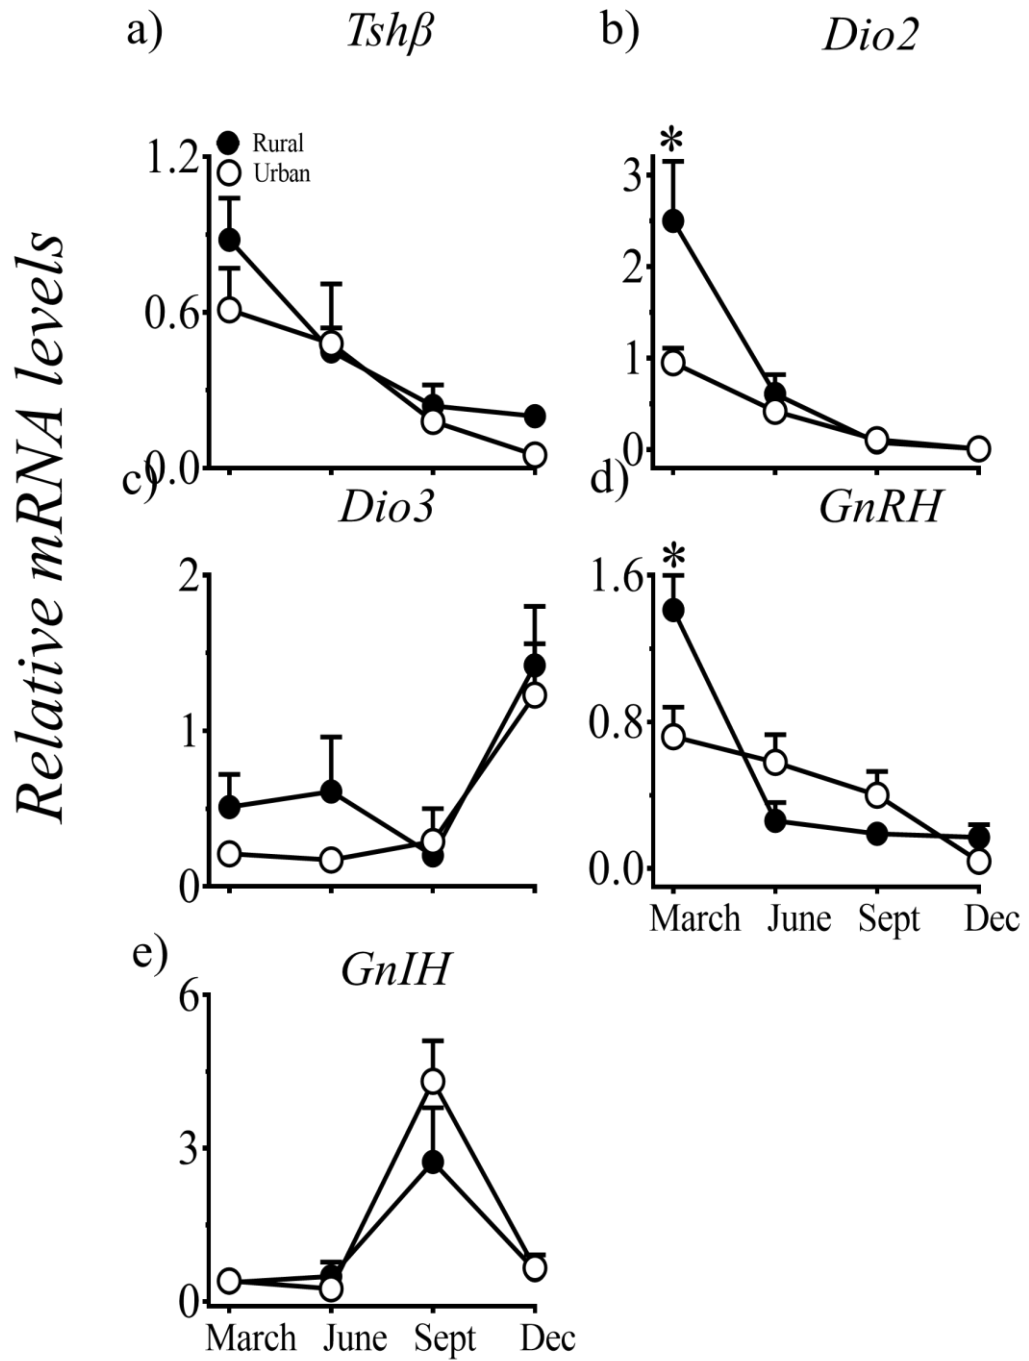 Relative mRNA levels
a) Tshβ
Rural
Urban
1.2
0.6
0.0
b) Dio2
*
3
2
1
0
c) Dio3
2
1
0
d) GnRH
*
1.6
0.8
0.0
March June Sept Dec
e) GnIH
6
3
0
March June Sept Dec